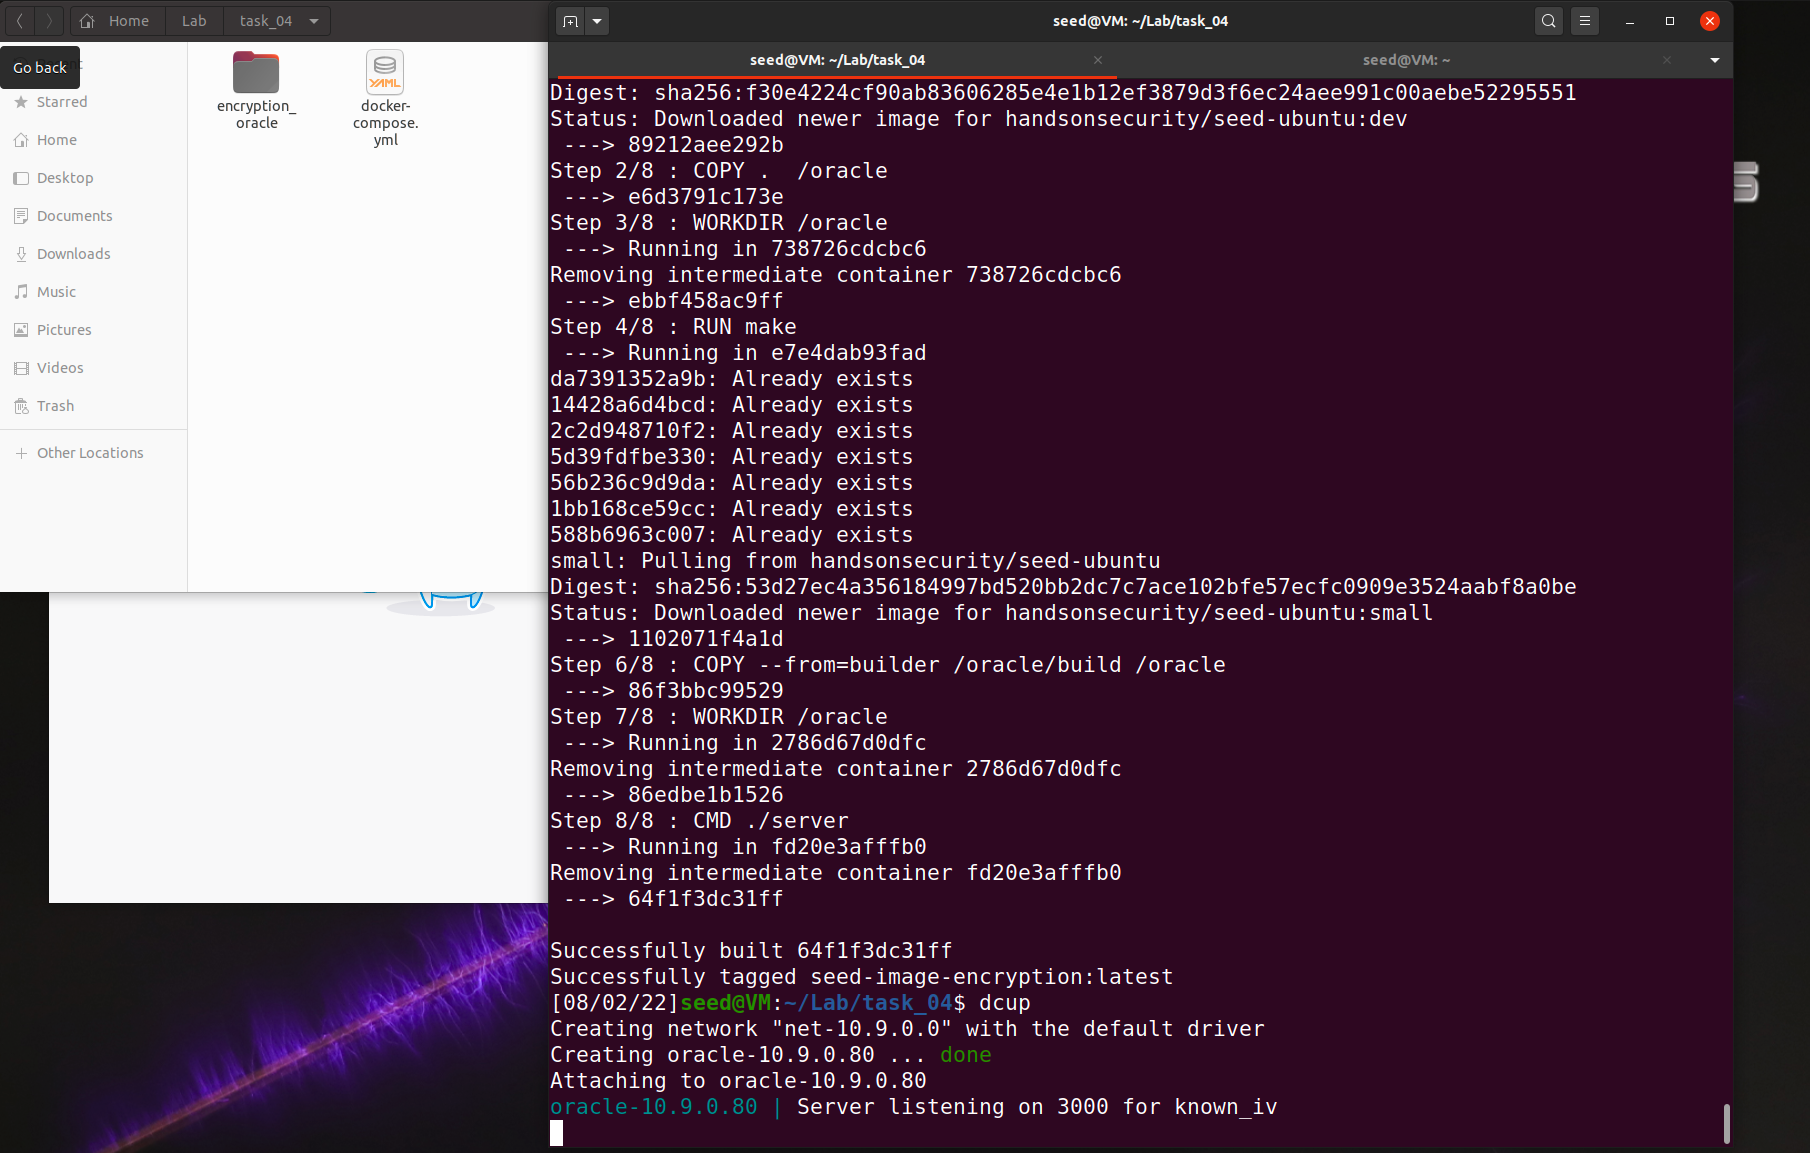 Home Lab task_04
Go back
Starred
Home
Desktop
Documents
Downloads
Music
Pictures
Videos
Trash
Other Locations
encryption_
oracle
docker-
compose.
yml
seed@VM: ~/Lab/task_04
seed@VM: ~/Lab/task_04
seed@VM: ~
Digest: sha256:f30e4224cf90ab83606285e4e1b12ef3879d3f6ec24aee991c00aebe52295551
Status: Downloaded newer image for handsonsecurity/seed-ubuntu:dev
---> 89212aee292b
Step 2/8 : COPY . /oracle
---> e6d3791c173e
Step 3/8 : WORKDIR /oracle
---> Running in 738726cdcbc6
Removing intermediate container 738726cdcbc6
---> ebbf458ac9ff
Step 4/8 : RUN make
---> Running in e7e4dab93fad
da7391352a9b: Already exists
14428a6d4bcd: Already exists
2c2d948710f2: Already exists
5d39fdfbe330: Already exists
56b236c9d9da: Already exists
1bb168ce59cc: Already exists
588b6963c007: Already exists
small: Pulling from handsonsecurity/seed-ubuntu
Digest: sha256:53d27ec4a356184997bd520bb2dc7c7ace102bfe57ecfc0909e3524aabf8a0be
Status: Downloaded newer image for handsonsecurity/seed-ubuntu:small
---> 1102071f4a1d
Step 6/8 : COPY --from=builder /oracle/build /oracle
---> 86f3bbc99529
Step 7/8 : WORKDIR /oracle
---> Running in 2786d67d0dfc
Removing intermediate container 2786d67d0dfc
---> 86edbe1b1526
Step 8/8 : CMD ./server
---> Running in fd20e3afffb0
Removing intermediate container fd20e3afffb0
---> 64f1f3dc31ff
Successfully built 64f1f3dc31ff
Successfully tagged seed-image-encryption:latest
[08/02/22]seed@VM:~/Lab/task_04$ dcup
Creating network "net-10.9.0.0" with the default driver
Creating oracle-10.9.0.80 ... done
Attaching to oracle-10.9.0.80
oracle-10.9.0.80 | Server listening on 3000 for known_iv